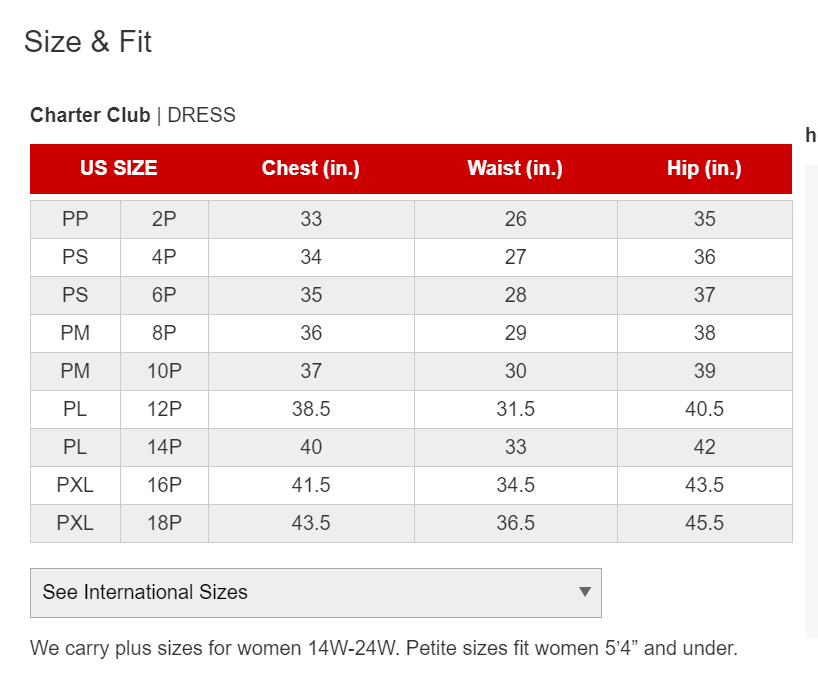 Size & Fit
Charter Club | DRESS
h
US SIZE Chest (in.) Waist (in.) Hip (in.)
PP 2P 33 26 35
PS 4P 34 27 36
PS 6P 35 28 37
PM 8P 36 29 38
PM 10P 37 30 39
PL 12P 38.5 31.5 40.5
PL 14P 40 33 42
PXL 16P 41.5 34.5 43.5
PXL 18P 43.5 36.5 45.5
See International Sizes
We carry plus sizes for women 14W-24W. Petite sizes fit women 5’4” and under.